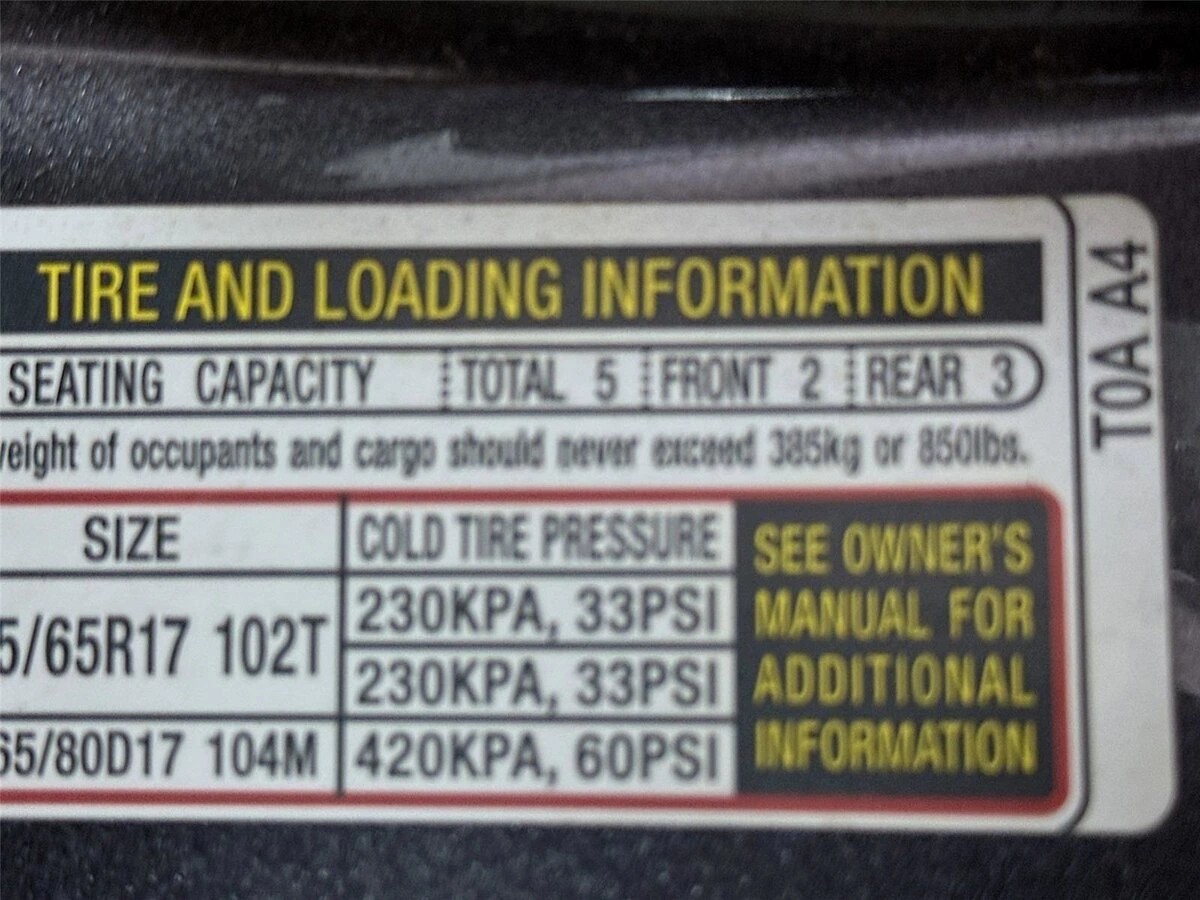 TIRE AND LOADING INFORMATION
SEATING CAPACITY TOTAL 5 FRONT 2 REAR 3
weight of occupants and cargo should never exceed 385kg or 850lbs.
SIZE COLD TIRE PRESSURE
5/65R17 102T
230KPA, 33PSI
230KPA, 33PSI
65/80D17 104M 420KPA, 60PSI
SEE OWNER'S
MANUAL FOR
ADDITIONAL
INFORMATION
T0A A4